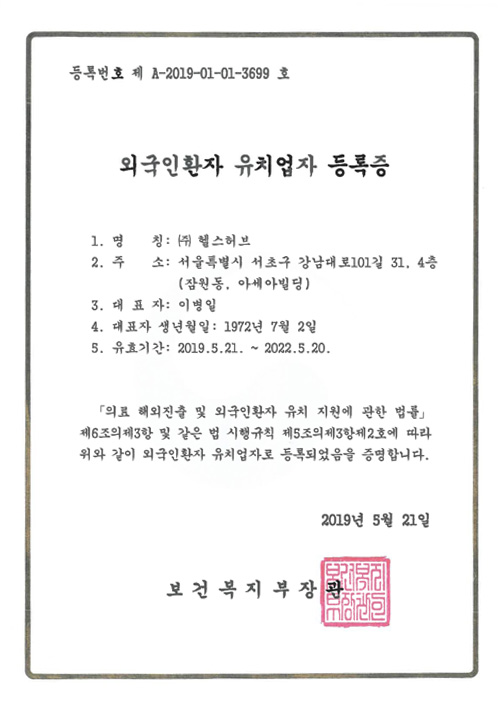 등록번호 제 A-2019-01-01-3699 호
외국인환자 유치업자 등록증
1. 명 칭: ㈜ 헬스허브
2. 주 소: 서울특별시 서초구 강남대로101길 31, 4층
(잠원동, 아세아빌딩)
3. 대 표 자: 이병일
4. 대표자 생년월일: 1972년 7월 2일
5. 유효기간: 2019.5.21. ~ 2022.5.20.
「의료 해외진출 및 외국인환자 유치 지원에 관한 법률」
제6조의제3항 및 같은 법 시행규칙 제5조의제3항제2호에 따라
위와 같이 외국인환자 유치업자로 등록되었음을 증명합니다.
2019년 5월 21일
보건복지부장관